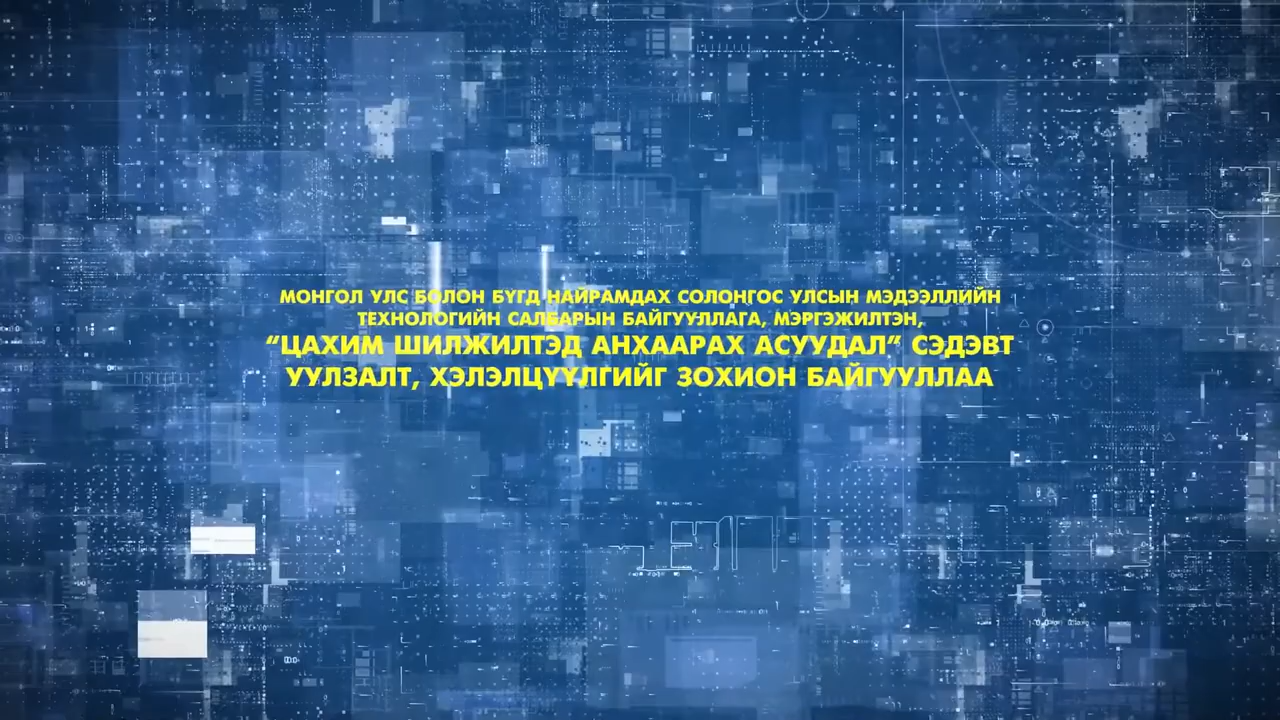 МОНГОЛ УЛС БОЛОН БҮГД НАЙРАМДАХ СОЛОНГОС УЛСЫН МЭДЭЭЛЛИЙН
ТЕХНОЛОГИЙН САЛБАРЫН БАЙГУУЛЛАГА, МЭРГЭЖИЛТЭН,
“ЦАХИМ ШИЛЖИЛТЭД АНХААРАХ АСУУДАЛ” СЭДЭВТ
УУЛЗАЛТ, ХЭЛЭЛЦҮҮЛГИЙГ ЗОХИОН БАЙГУУЛЛАА